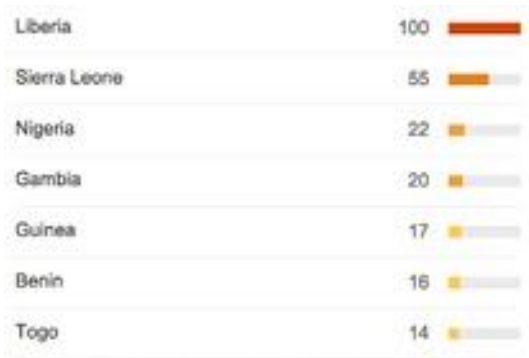 Liberia 100
Sierra Leone 55
Nigeria 22
Gambia 20
Guinea 17
Benin 16
Togo 14